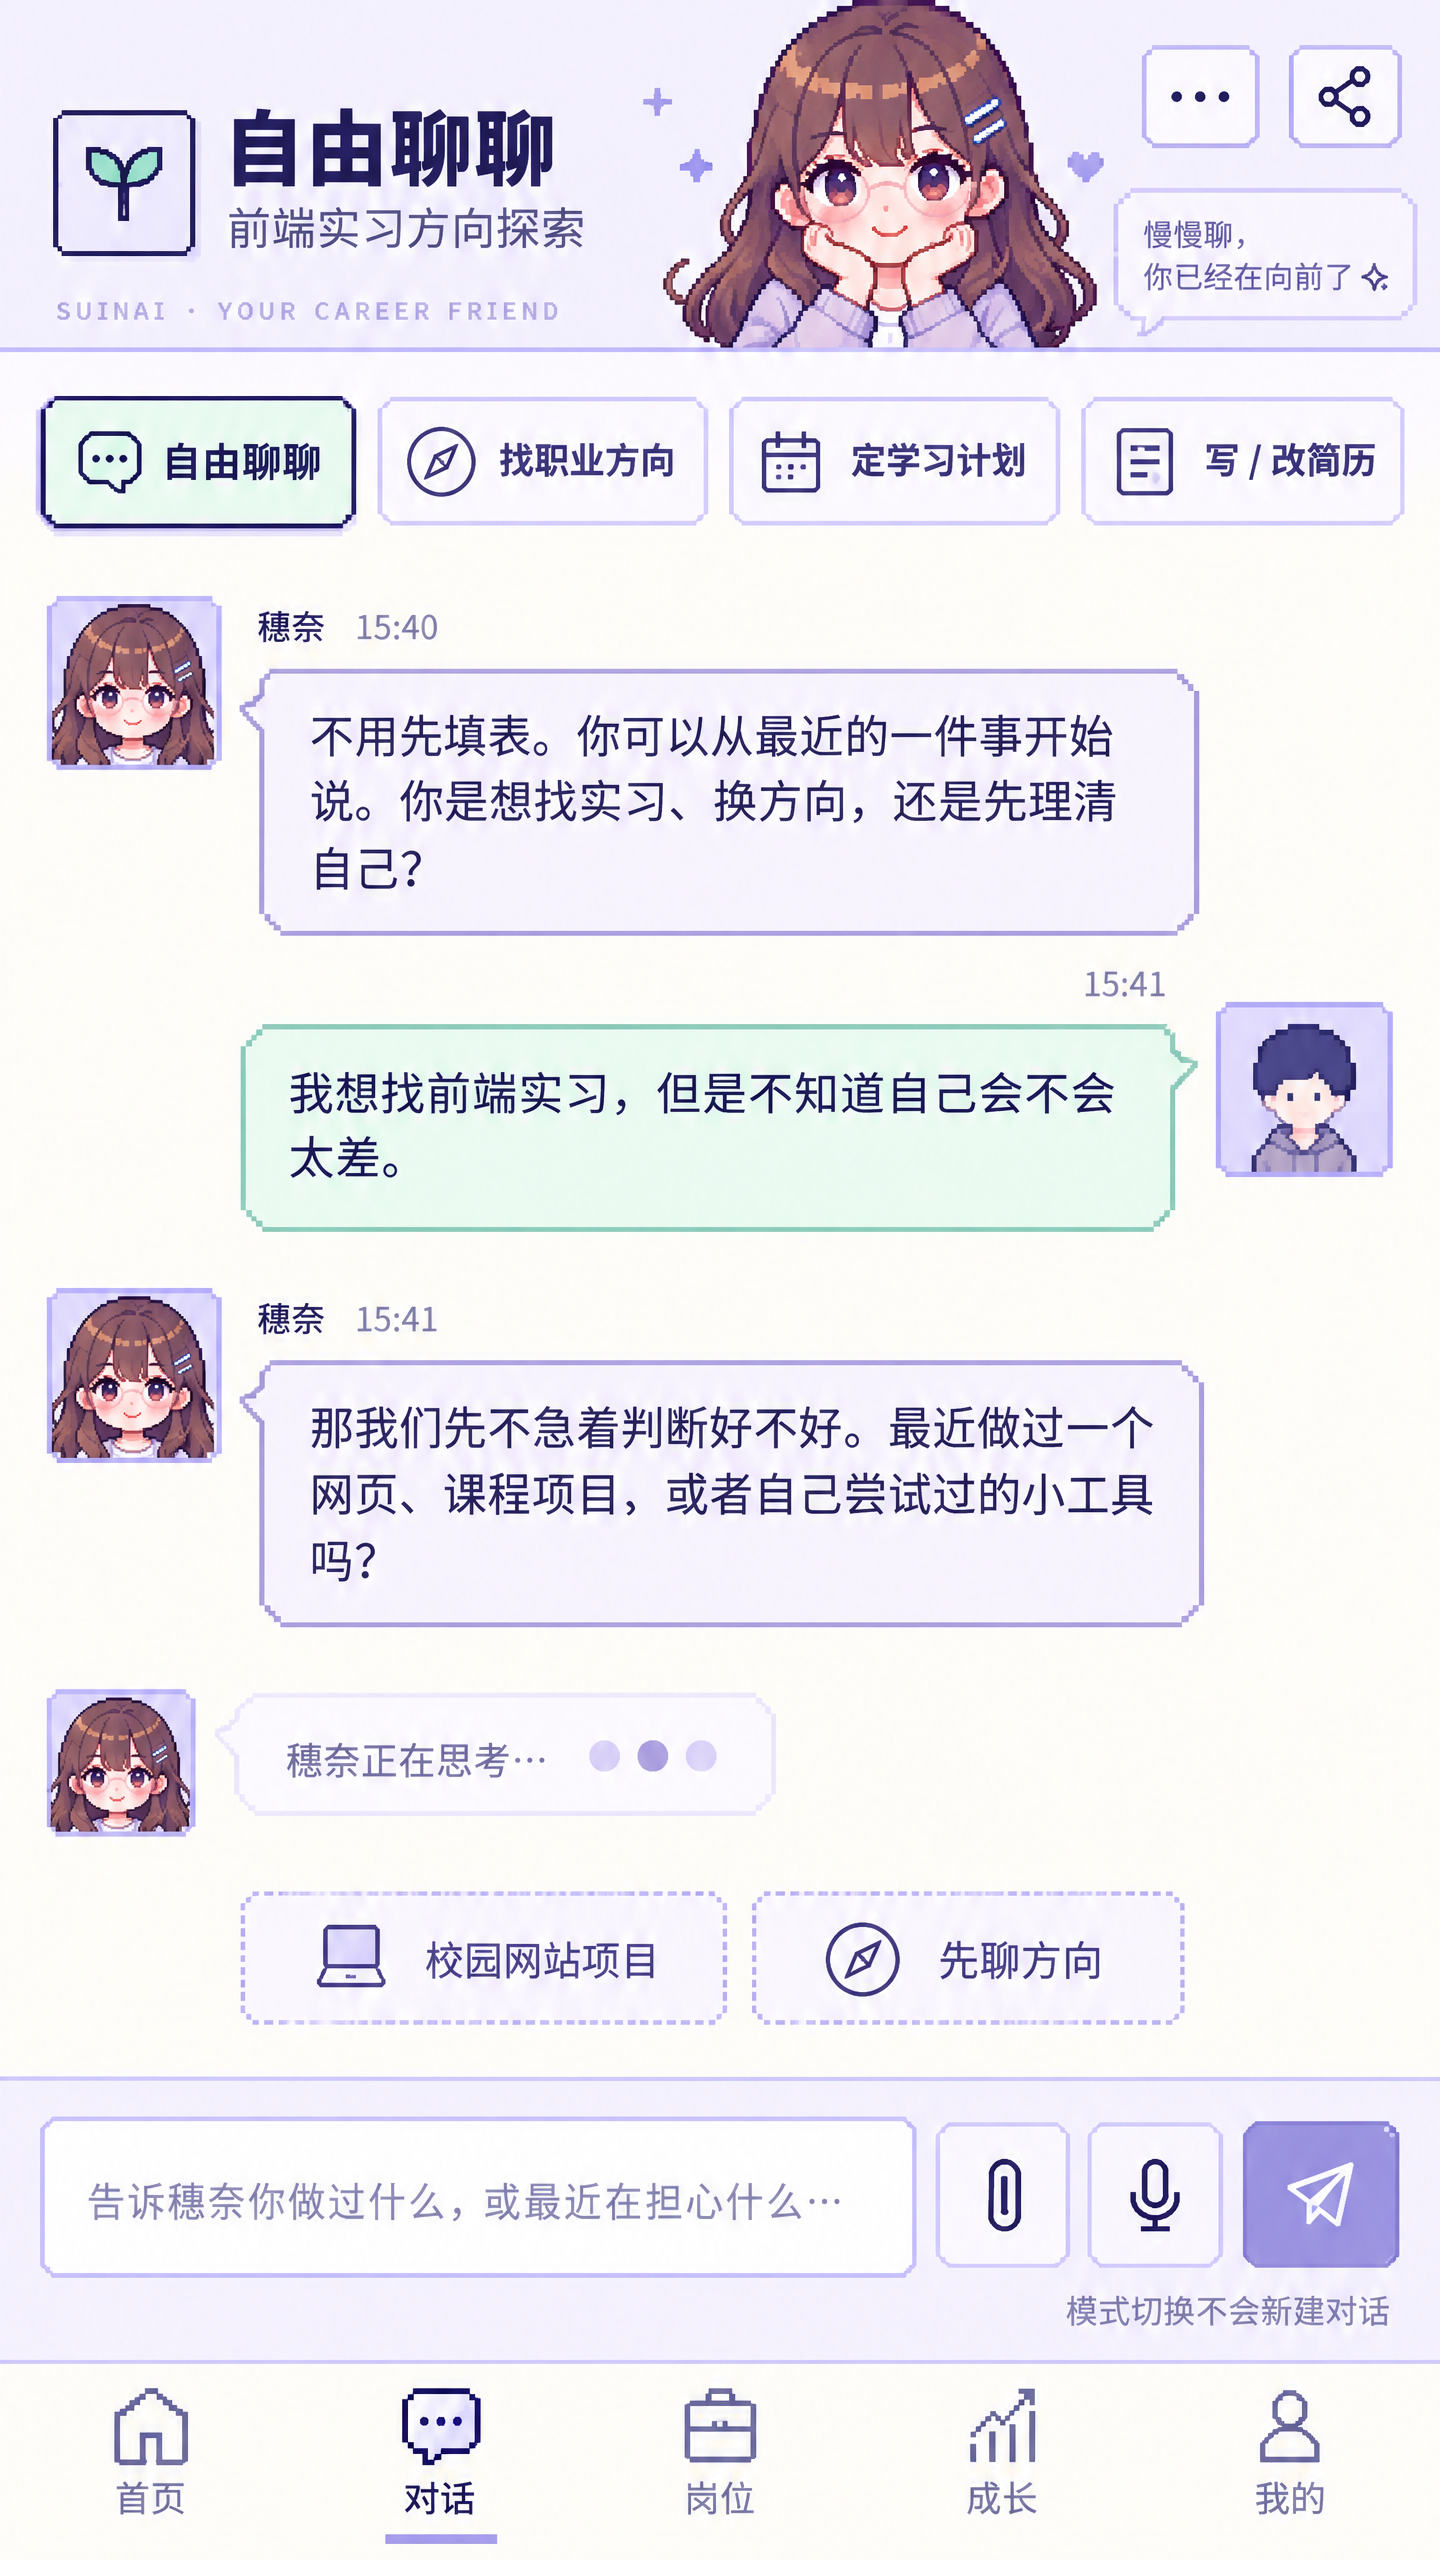 自由聊聊
前端实习方向探索
SUINAI · YOUR CAREER FRIEND
慢慢聊，
你已经在向前了
自由聊聊
找职业方向
定学习计划
写 / 改简历
穗奈 15:40
不用先填表。你可以从最近的一件事开始
说。你是想找实习、换方向，还是先理清
自己？
15:41
我想找前端实习，但是不知道自己会不会
太差。
穗奈 15:41
那我们先不急着判断好不好。最近做过一个
网页、课程项目，或者自己尝试过的小工具
吗？
穗奈正在思考…
校园网站项目
先聊方向
告诉穗奈你做过什么，或最近在担心什么…
模式切换不会新建对话
首页
对话
岗位
成长
我的